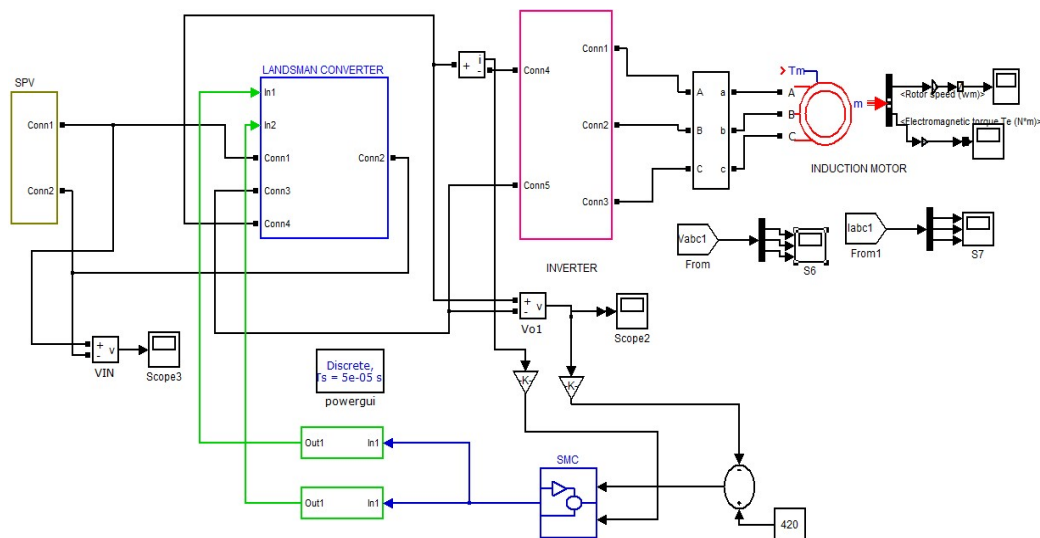 SPV
Conn1
Conn2
LANDSMAN CONVERTER
In1
In2
Conn1
Conn3
Conn4
Conn2
+
i
-
Conn4
Conn5
Conn1
Conn2
Conn3
INVERTER
A
B
C
a
b
c
Tm
A
B
C
m
<Rotor speed (wm)>
<Electromagnetic torque Te (N*m)>
INDUCTION MOTOR
Vabc1
From
S6
Iabc1
From1
S7
+
-
v
VIN
Scope3
+
-
v
Vo1
Scope2
Discrete,
Ts = 5e-05 s
powergui
-K-
-K-
Out1
In1
Out1
In1
SMC
-
+
420